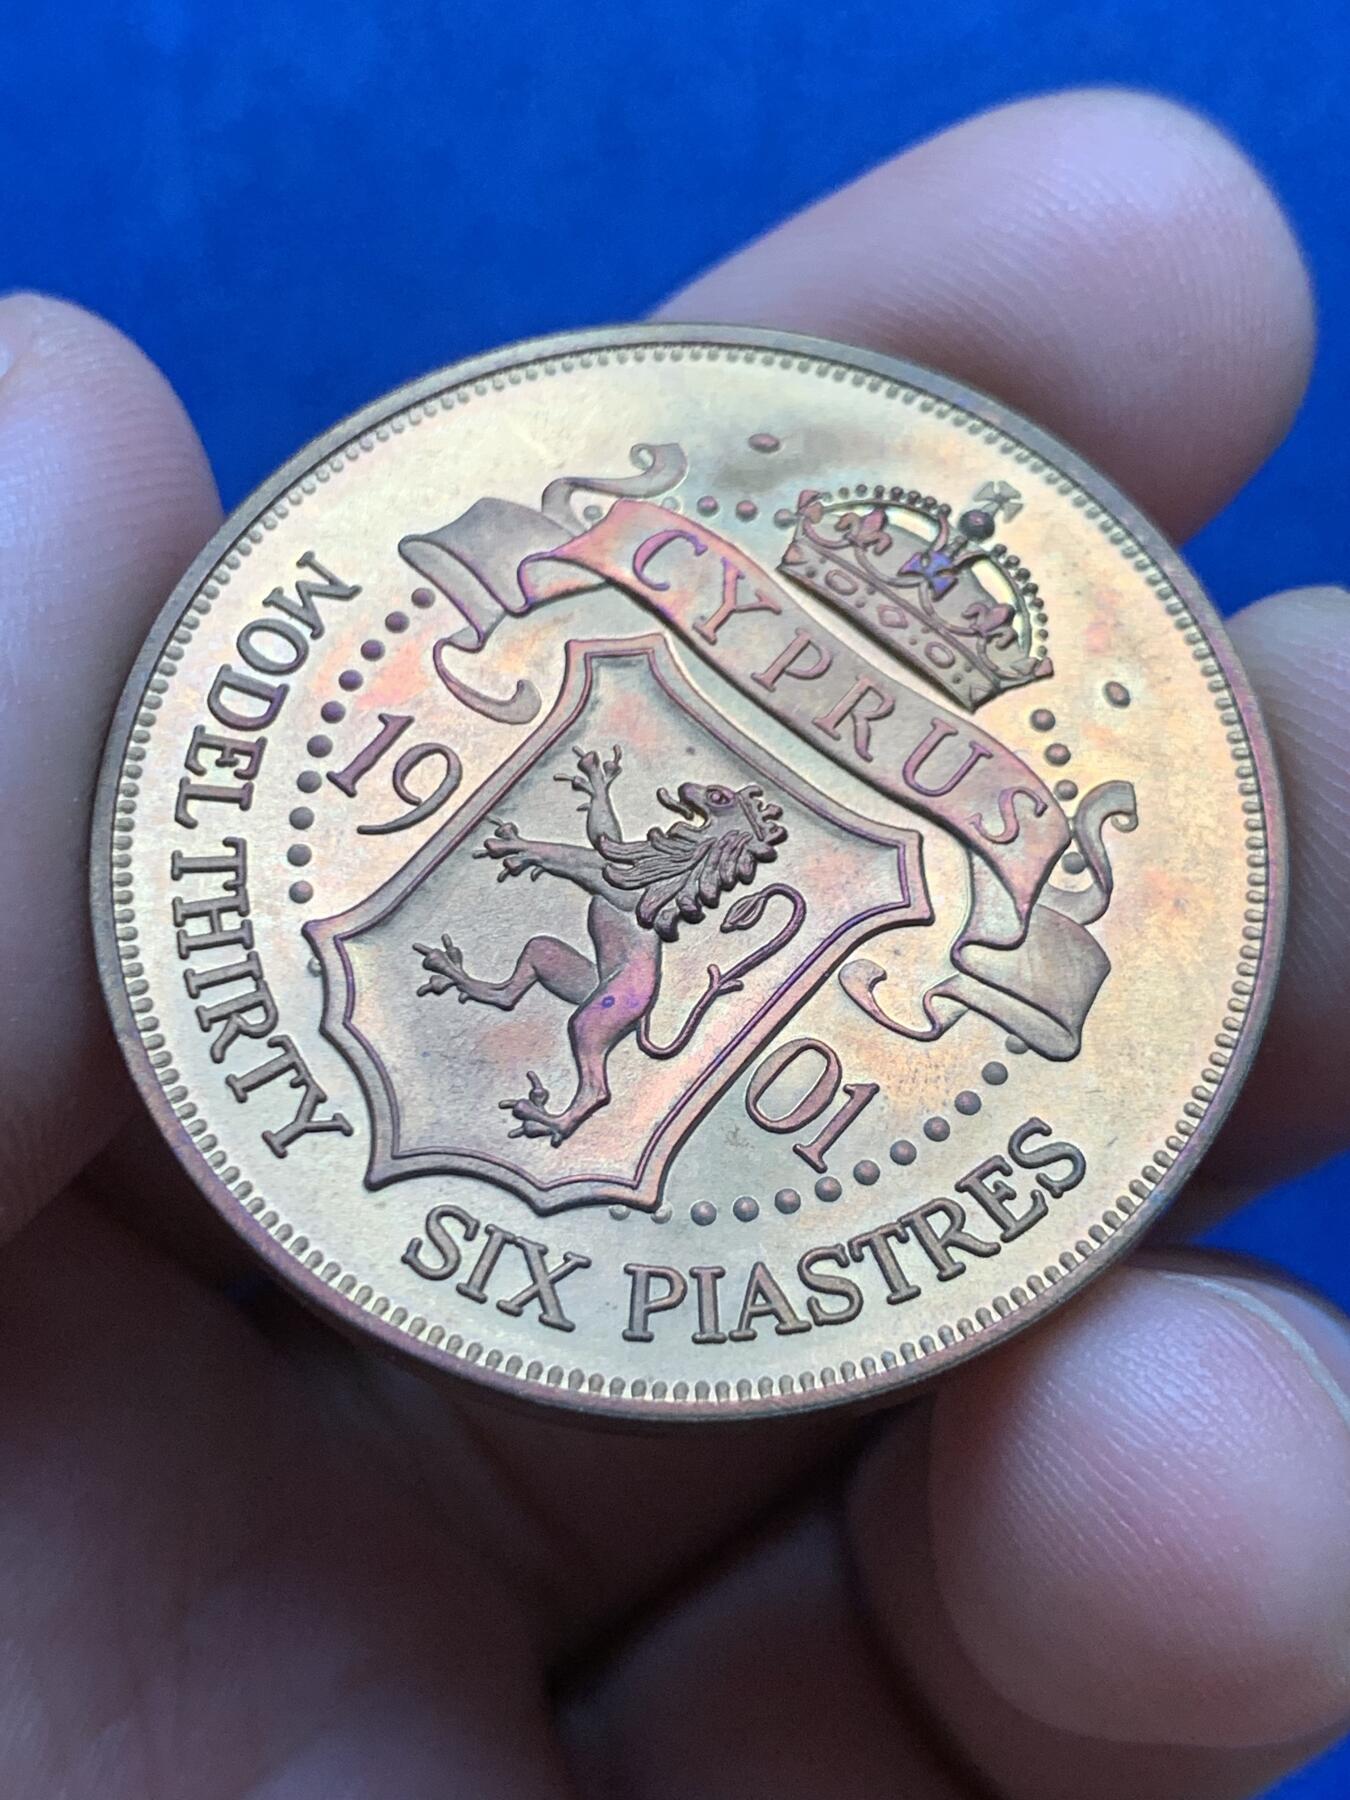 CYPRUS
19 01
MODEL THIRTY SIX PIASTRES